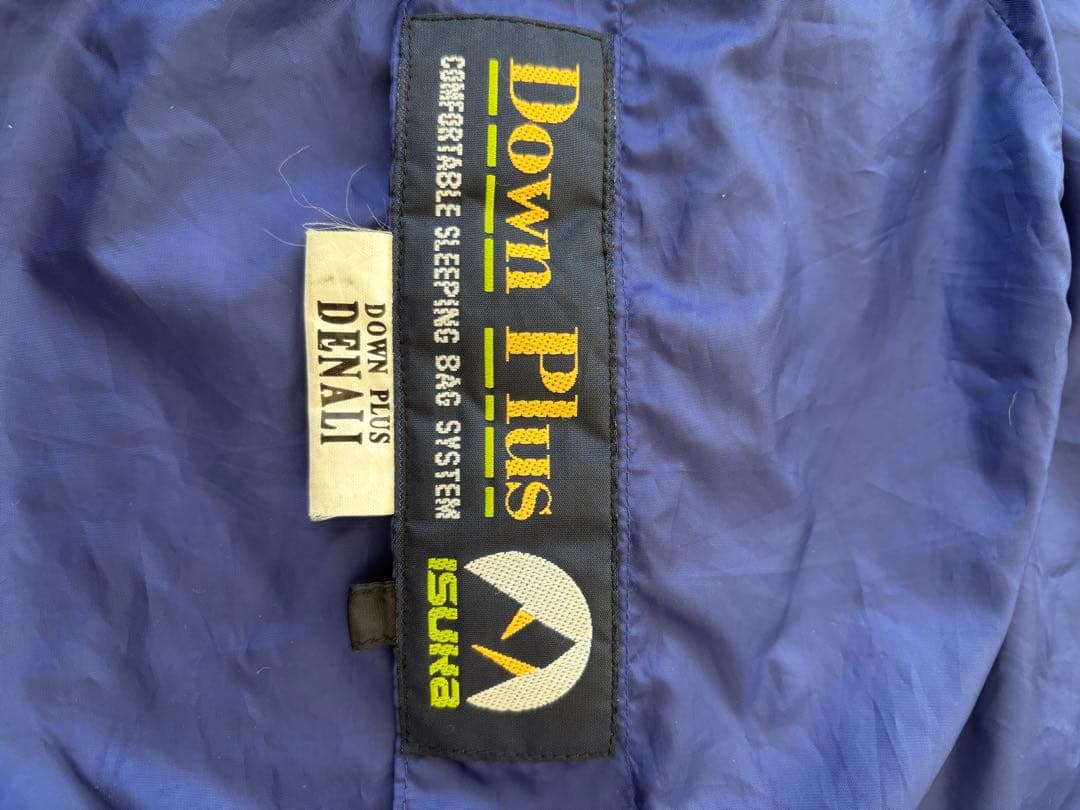 Down Plus
COMFORTABLE SLEEPING BAG SYSTEM
ISUKA
DOWN PLUS
DENALI